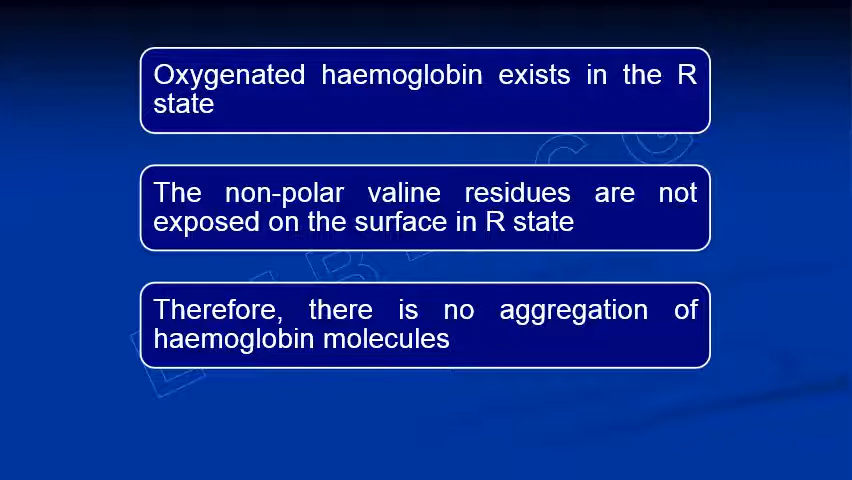 Oxygenated haemoglobin exists in the R
state
The non-polar valine residues are not
exposed on the surface in R state
Therefore, there is no aggregation of
haemoglobin molecules